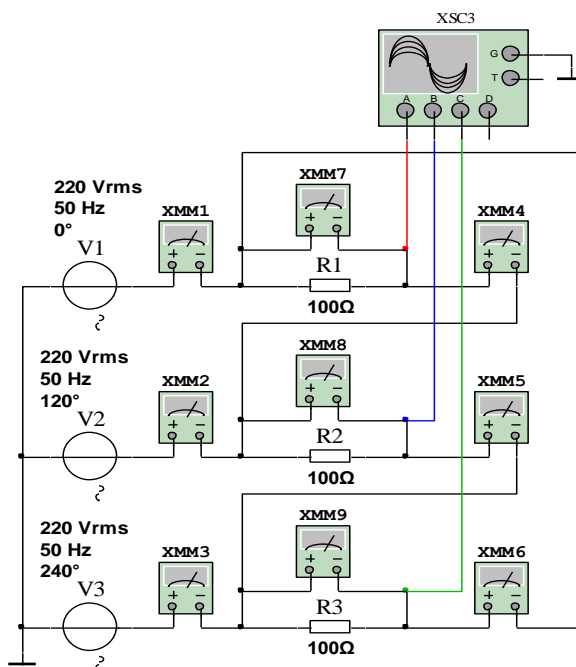 XSC3
G
T
A B C D
220 Vrms
50 Hz
0°
V1
XMM1
+ −
XMM7
+ −
R1
100Ω
XMM4
+ −
220 Vrms
50 Hz
120°
V2
XMM2
+ −
XMM8
+ −
R2
100Ω
XMM5
+ −
220 Vrms
50 Hz
240°
V3
XMM3
+ −
XMM9
+ −
R3
100Ω
XMM6
+ −